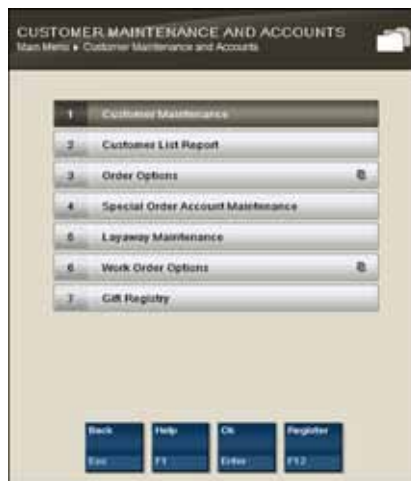 CUSTOMER MAINTENANCE AND ACCOUNTS
Main Menu ▸ Customer Maintenance and Accounts
1 Customer Maintenance
2 Customer List Report
3 Order Options
4 Special Order Account Maintenance
5 Layaway Maintenance
6 Work Order Options
7 Gift Registry
Back Help Ok Register
Esc F1 Enter F12